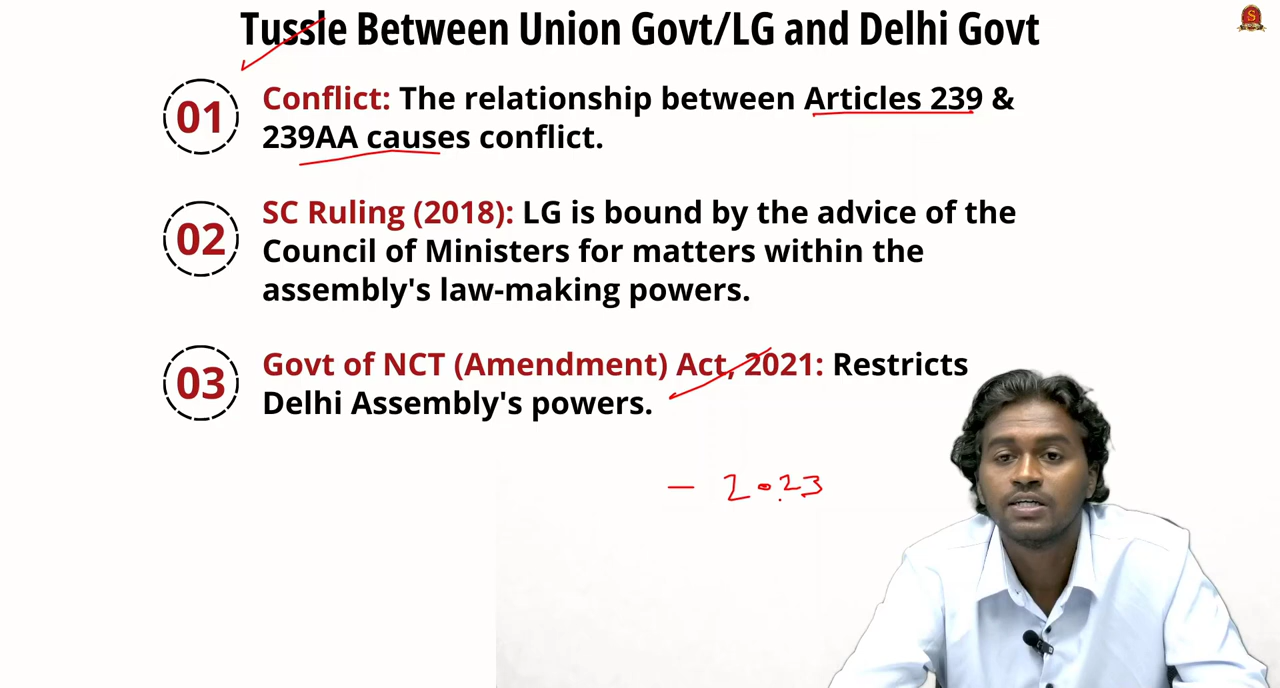 Tussle Between Union Govt/LG and Delhi Govt
01
Conflict: The relationship between Articles 239 &
239AA causes conflict.
02
SC Ruling (2018): LG is bound by the advice of the
Council of Ministers for matters within the
assembly's law-making powers.
03
Govt of NCT (Amendment) Act, 2021: Restricts
Delhi Assembly's powers.
– 2023
S